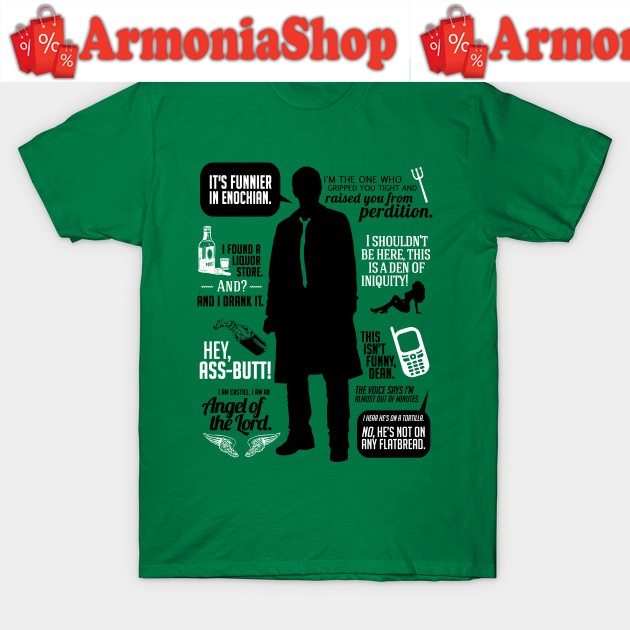 ArmoniaShop
Armon
IT'S FUNNIER
IN ENOCHIAN.
I'M THE ONE WHO
GRIPPED YOU TIGHT AND
raised you from
perdition.
I FOUND A
LIQUOR
STORE.
AND?
AND I DRANK IT.
I SHOULDN'T
BE HERE, THIS
IS A DEN OF
INIQUITY!
HEY,
ASS-BUTT!
THIS
ISN'T
FUNNY,
DEAN.
THE VOICE SAYS I'M
ALMOST OUT OF MINUTES.
I AM CASTIEL. I AM AN
Angel of
the Lord.
I HEAR HE'S ON A TORTILLA.
NO, HE'S NOT ON
ANY FLATBREAD.